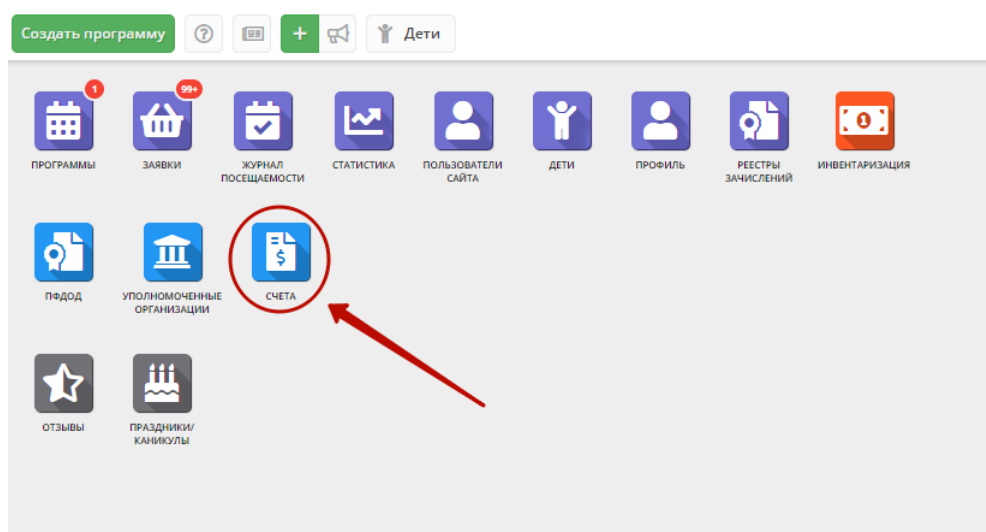 Создать программу
Дети
1
99+
ПРОГРАММЫ
ЗАЯВКИ
ЖУРНАЛ
ПОСЕЩАЕМОСТИ
СТАТИСТИКА
ПОЛЬЗОВАТЕЛИ
САЙТА
ДЕТИ
ПРОФИЛЬ
РЕЕСТРЫ
ЗАЧИСЛЕНИЙ
ИНВЕНТАРИЗАЦИЯ
ПФДОД
УПОЛНОМОЧЕННЫЕ
ОРГАНИЗАЦИИ
СЧЕТА
ОТЗЫВЫ
ПРАЗДНИКИ/
КАНИКУЛЫ